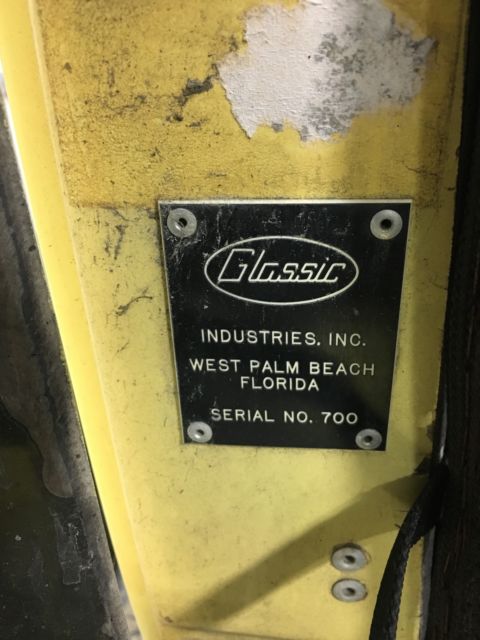 Glassic
INDUSTRIES, INC.
WEST PALM BEACH
FLORIDA
SERIAL NO. 700